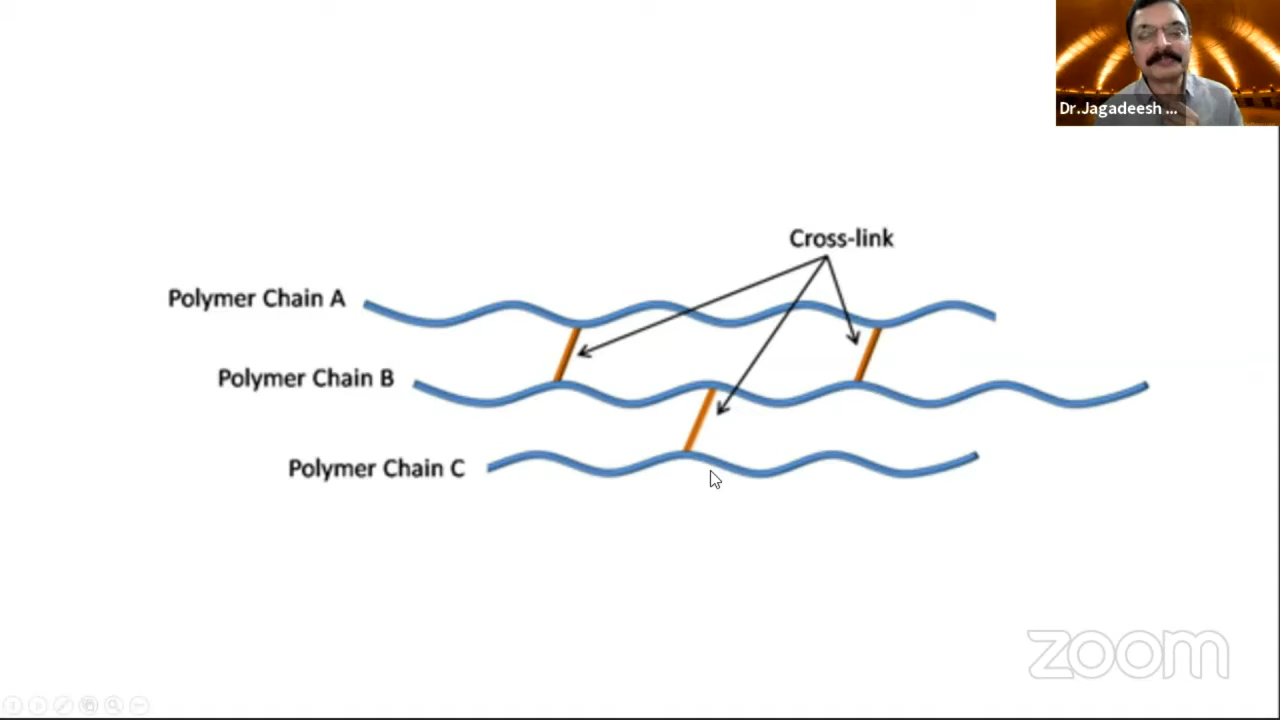 Dr.Jagadeesh ...
Cross-link
Polymer Chain A
Polymer Chain B
Polymer Chain C
zoom